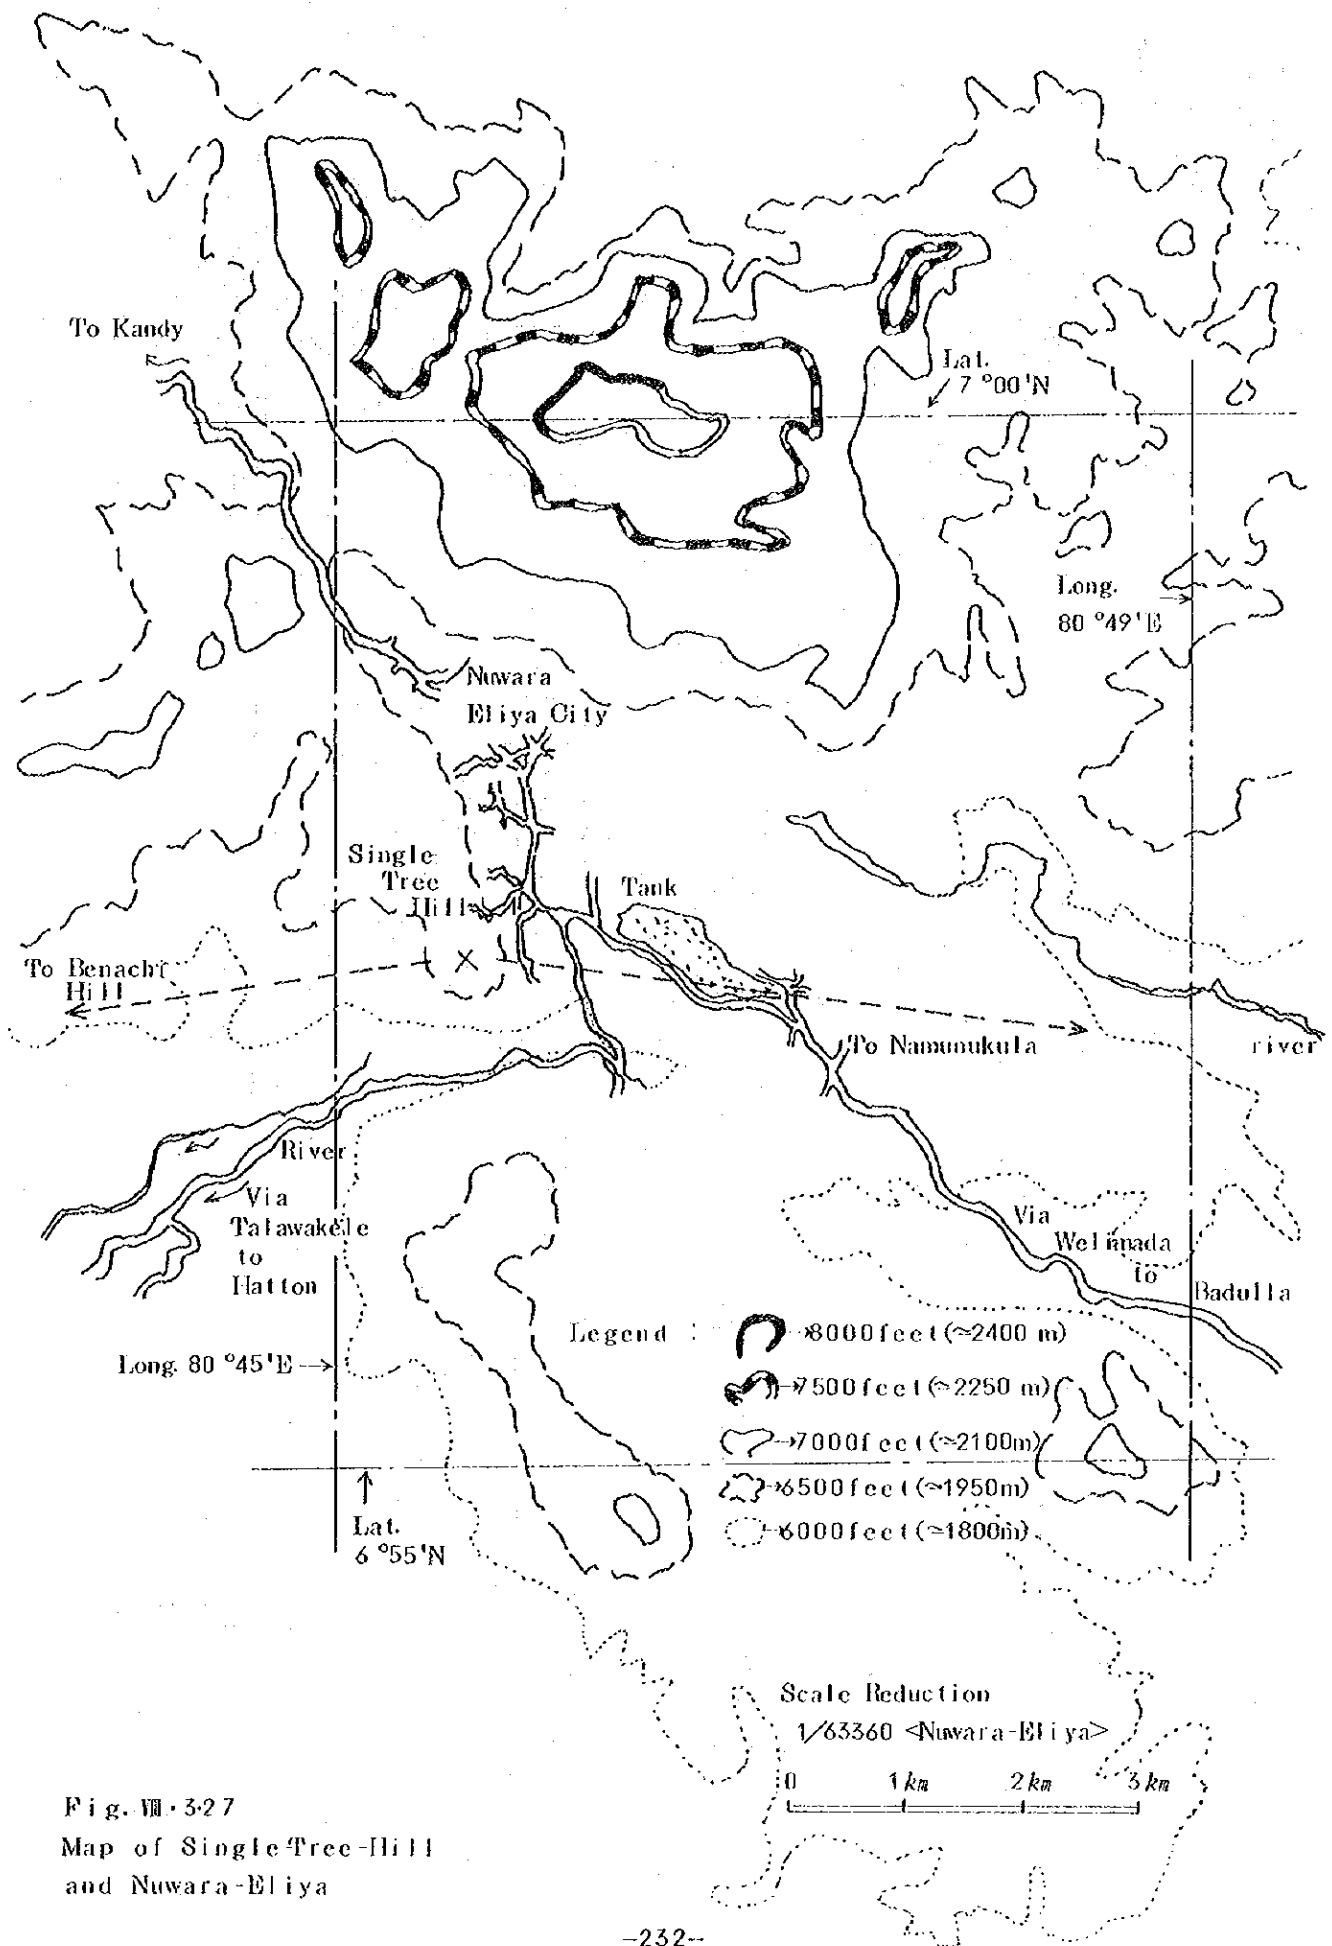 To Kandy
Lat.
7°00'N
Long.
80°49'E
Nuwara
Eliya City
Single
Tree
Hill
Tank
To Benachi
Hill
To Namunukula
river
River
Via
Talawakele
to
Hatton
Via
Welimada
to
Badulla
Legend :
8000feet(≃2400 m)
7500feet(≃2250 m)
7000feet(≃2100m)
6500feet(≃1950m)
6000feet(≃1800m)
Long. 80°45'E
Lat.
6°55'N
Scale Reduction
1/63360 <Nuwara-Eliya>
0 1km 2km 3km
Fig. Ⅷ・3・27
Map of Single-Tree-Hill
and Nuwara-Eliya
-232-